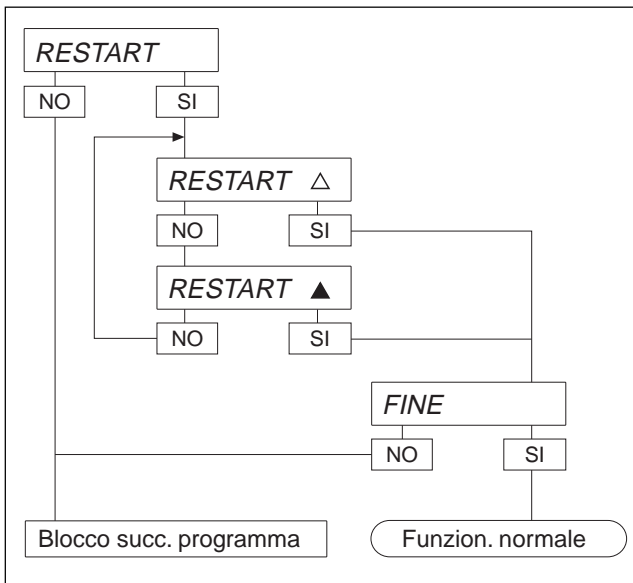 RESTART
NO SI
RESTART △
NO SI
RESTART ▲
NO SI
FINE
NO SI
Blocco succ. programma Funzion. normale